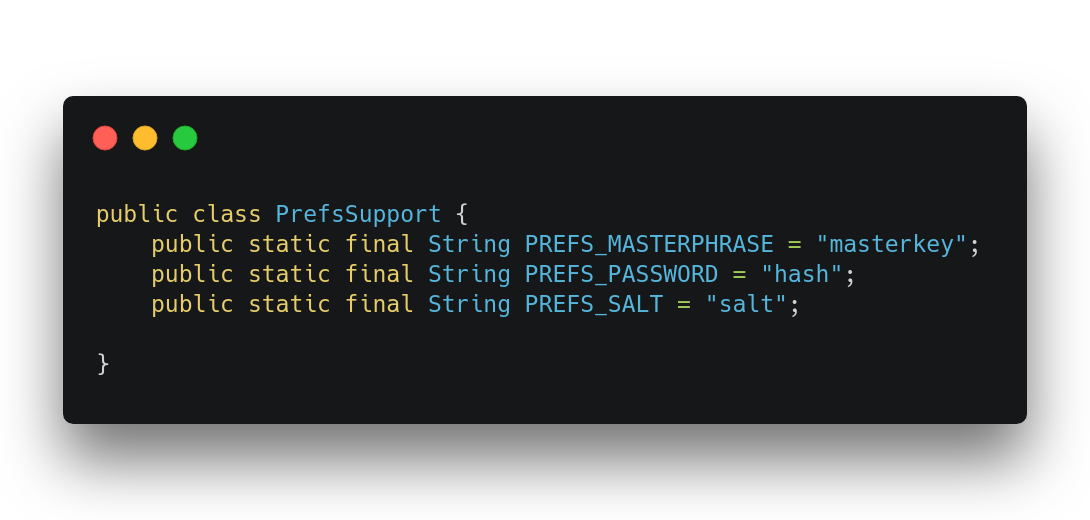 public class PrefsSupport {
    public static final String PREFS_MASTERPHRASE = "masterkey";
    public static final String PREFS_PASSWORD = "hash";
    public static final String PREFS_SALT = "salt";

}